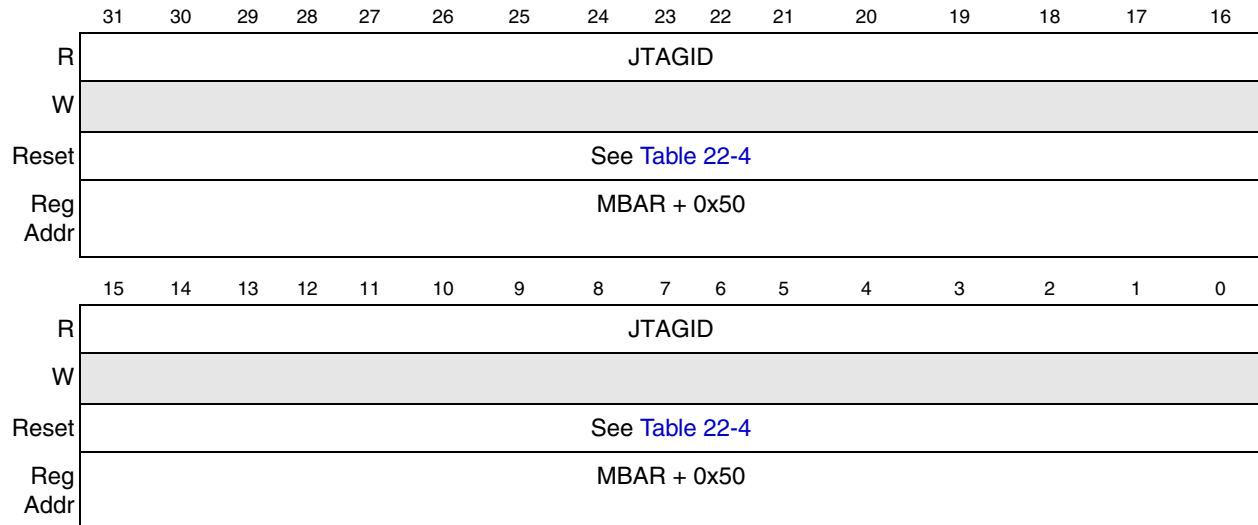 31 30 29 28 27 26 25 24 23 22 21 20 19 18 17 16
R JTAGID
W
Reset See Table 22-4
Reg MBAR + 0x50
Addr
15 14 13 12 11 10 9 8 7 6 5 4 3 2 1 0
R JTAGID
W
Reset See Table 22-4
Reg MBAR + 0x50
Addr